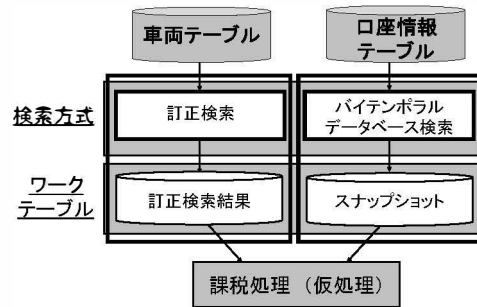 車両テーブル
口座情報
テーブル
検索方式
訂正検索
バイテンポラル
データベース検索
ワーク
テーブル
訂正検索結果
スナップショット
課税処理（仮処理）